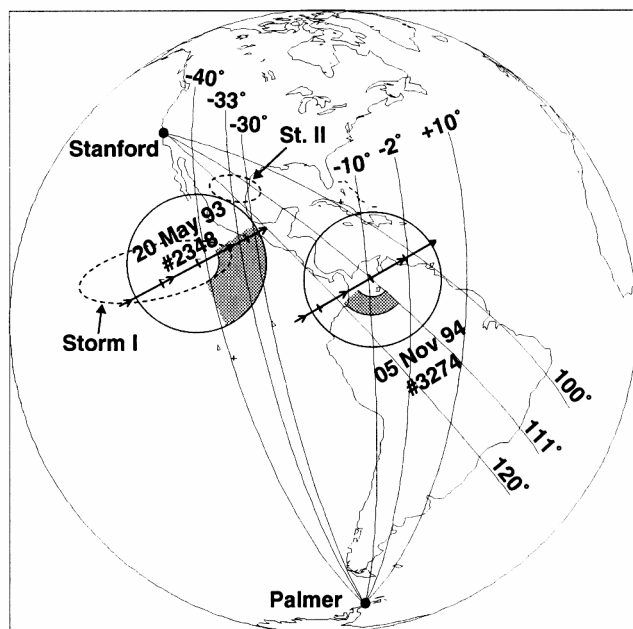 -40°
-33°
-30°
St. II
+10°
-2°
-10°
Stanford
20 May 93
#2348
Storm I
05 Nov 94
#3274
100°
111°
120°
Palmer